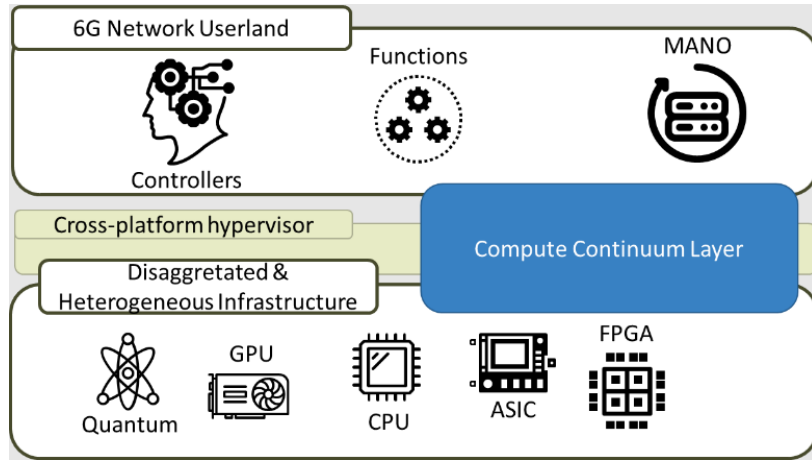 6G Network Userland
Functions
MANO
Controllers
Cross-platform hypervisor
Compute Continuum Layer
Disaggretated &
Heterogeneous Infrastructure
Quantum
GPU
CPU
ASIC
FPGA